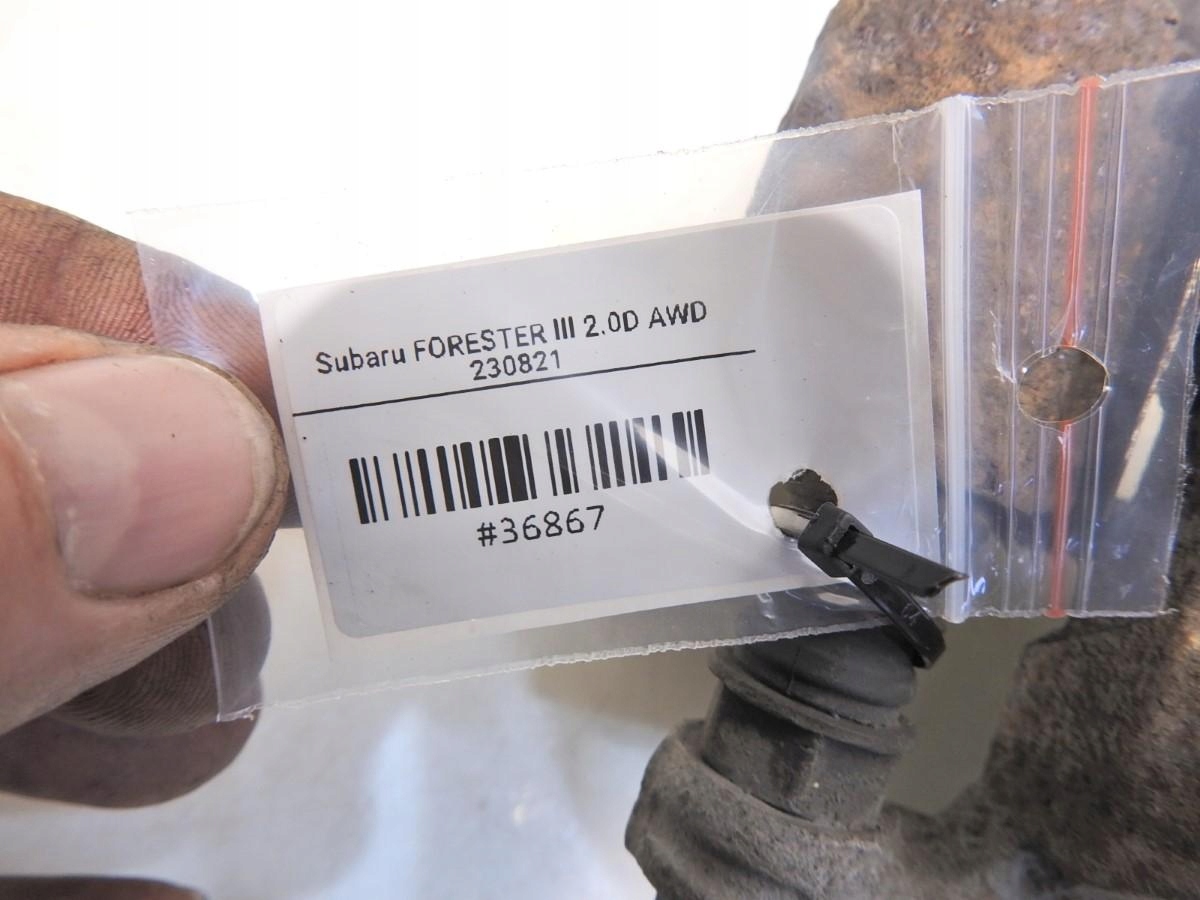 Subaru FORESTER III 2.0D AWD
230821
#36867